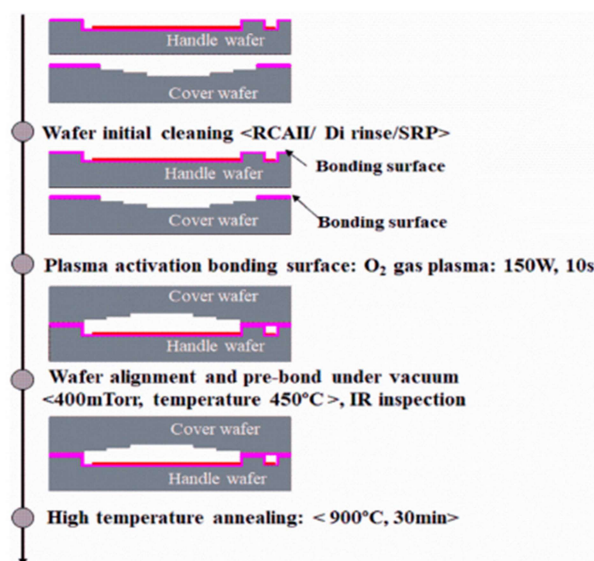 Handle wafer
Cover wafer
Wafer initial cleaning <RCAII/ Di rinse/SRP>
Bonding surface
Handle wafer
Cover wafer
Bonding surface
Plasma activation bonding surface: O₂ gas plasma: 150W, 10s
Cover wafer
Handle wafer
Wafer alignment and pre-bond under vacuum
<400mTorr, temperature 450°C>, IR inspection
Cover wafer
Handle wafer
High temperature annealing: < 900°C, 30min>